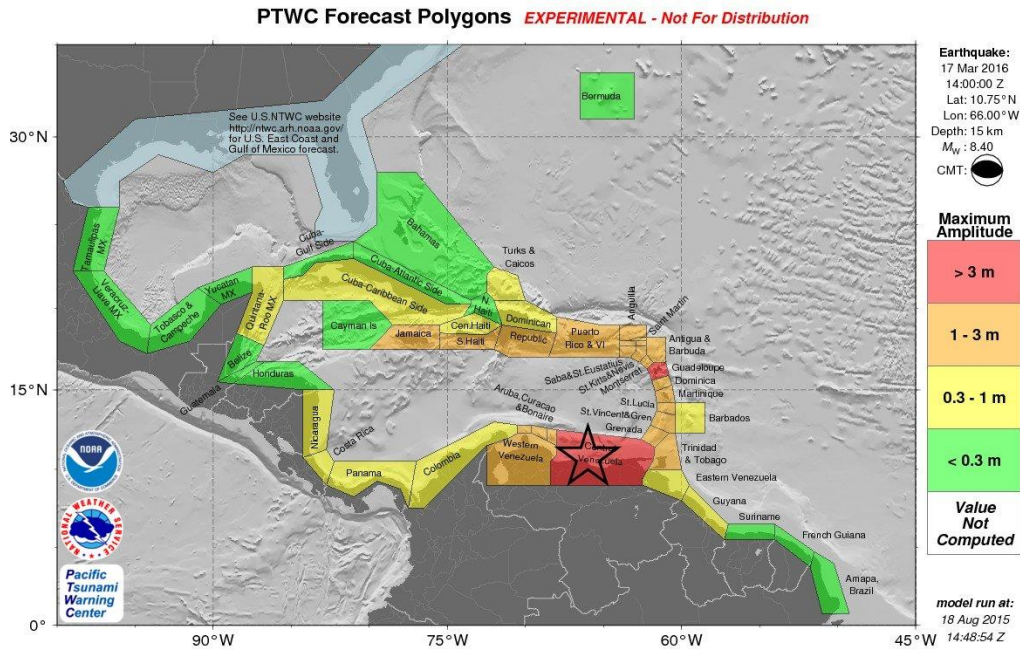 PTWC Forecast Polygons EXPERIMENTAL - Not For Distribution
Earthquake:
17 Mar 2016
14:00:00 Z
Lat: 10.75°N
Lon: 66.00°W
Depth: 15 km
Mw : 8.40
CMT:
Maximum
Amplitude
> 3 m
1 - 3 m
0.3 - 1 m
< 0.3 m
Value
Not
Computed
model run at:
18 Aug 2015
14:48:54 Z
See U.S.NTWC website
http://ntwc.arh.noaa.gov/
for U.S. East Coast and
Gulf of Mexico forecast.
Bermuda
30°N
15°N
0°
90°W
75°W
60°W
45°W
Tamaulipas
MX
Veracruz-
Llave MX
Tobasco &
Campeche
Yucatan
MX
Quintana
Roo MX
Belize
Honduras
Guatemala
Nicaragua
Costa Rica
Panama
Colombia
Cuba-
Gulf Side
Cuba-Atlantic Side
Cuba-Caribbean Side
Bahamas
Turks &
Caicos
Cayman Is
Jamaica
N.
Haiti
Cen.Haiti
S.Haiti
Dominican
Republic
Puerto
Rico & VI
Anguilla
Saint Martin
Antigua &
Barbuda
Saba&St.Eustatius
St.Kitts&Nevis
Montserrat
Guadeloupe
Dominica
Martinique
St.Lucia
Barbados
St.Vincent&Gren
Grenada
Aruba,Curacao
&Bonaire
Western
Venezuela
Central
Venezuela
Trinidad
& Tobago
Eastern Venezuela
Guyana
Suriname
French Guiana
Amapa,
Brazil
NOAA
NATIONAL WEATHER SERVICE
Pacific
Tsunami
Warning
Center